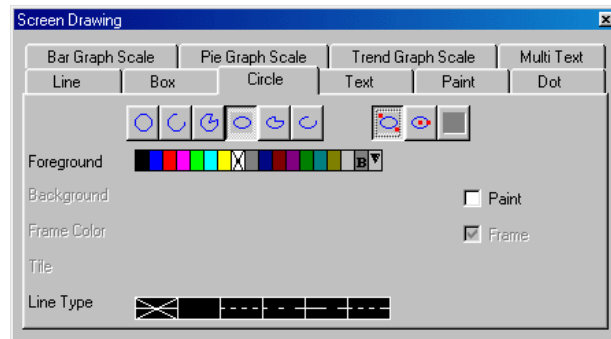 Screen Drawing
Bar Graph Scale Pie Graph Scale Trend Graph Scale Multi Text
Line Box Circle Text Paint Dot
Foreground B
Background Paint
Frame Color Frame
Tile
Line Type